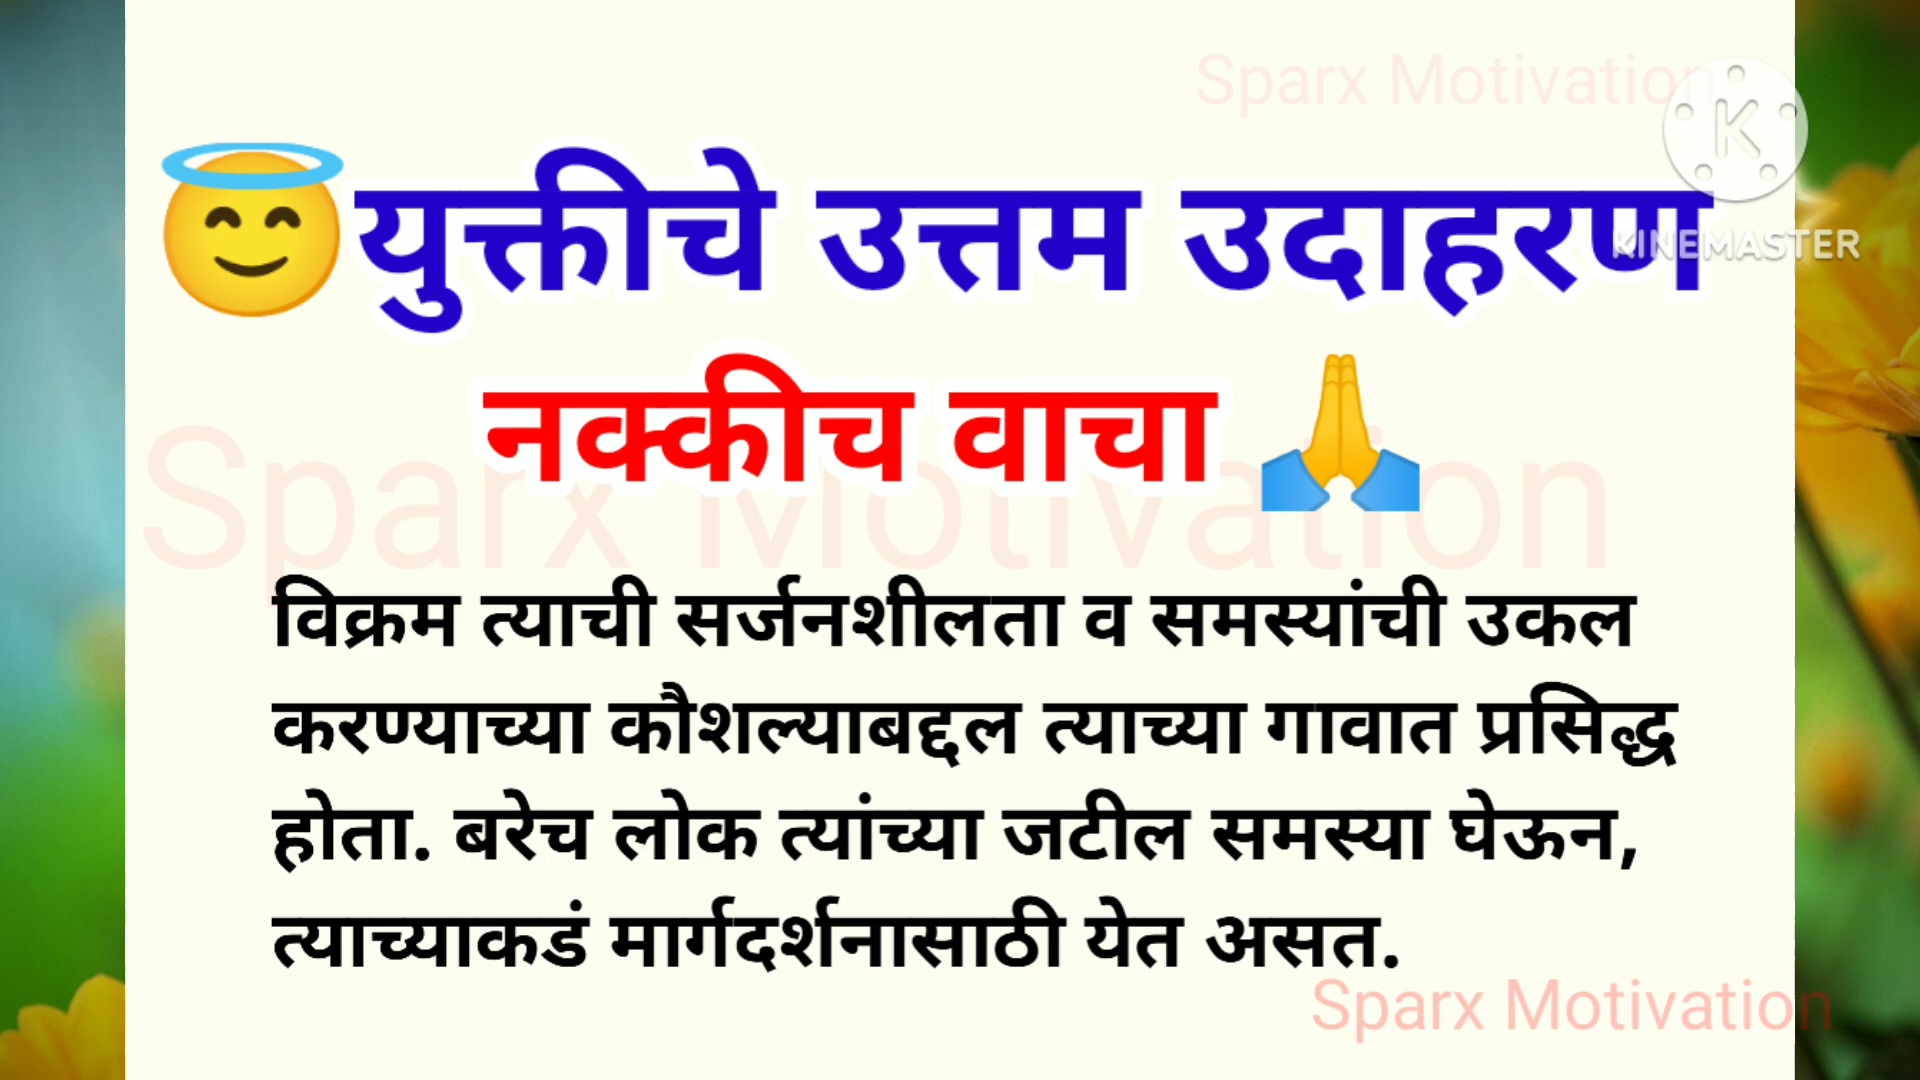 Sparx Motivation
😇युक्तीचे उत्तम उदाहरण
KINEMASTER
नक्कीच वाचा 🙏
Sparx Motivation
विक्रम त्याची सर्जनशीलता व समस्यांची उकल
करण्याच्या कौशल्याबद्दल त्याच्या गावात प्रसिद्ध
होता. बरेच लोक त्यांच्या जटील समस्या घेऊन,
त्याच्याकडं मार्गदर्शनासाठी येत असत.
Sparx Motivation